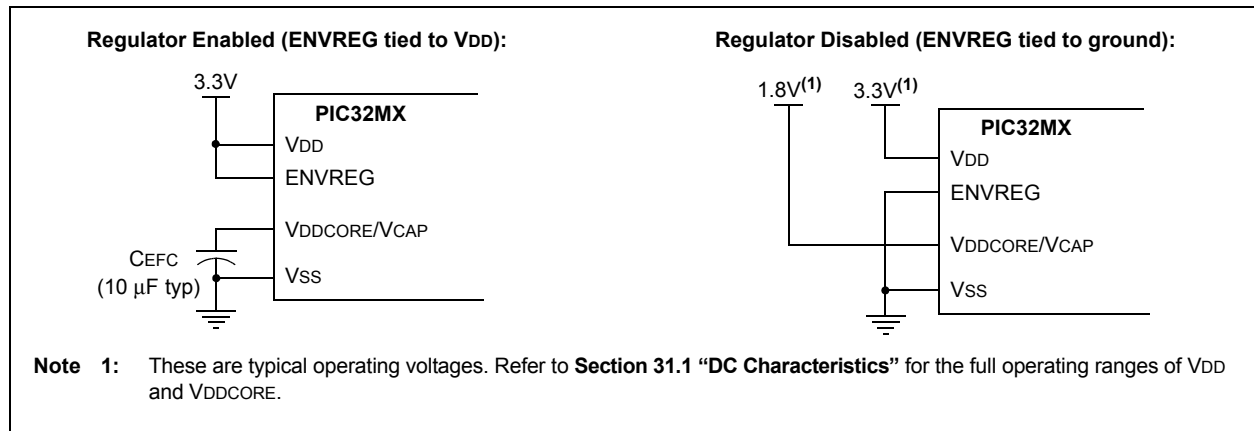 Regulator Enabled (ENVREG tied to VDD):
3.3V
PIC32MX
VDD
ENVREG
VDDCORE/VCAP
CEFC
(10 μF typ)
VSS
Regulator Disabled (ENVREG tied to ground):
1.8V(1) 3.3V(1)
PIC32MX
VDD
ENVREG
VDDCORE/VCAP
VSS
Note 1: These are typical operating voltages. Refer to Section 31.1 “DC Characteristics” for the full operating ranges of VDD
and VDDCORE.